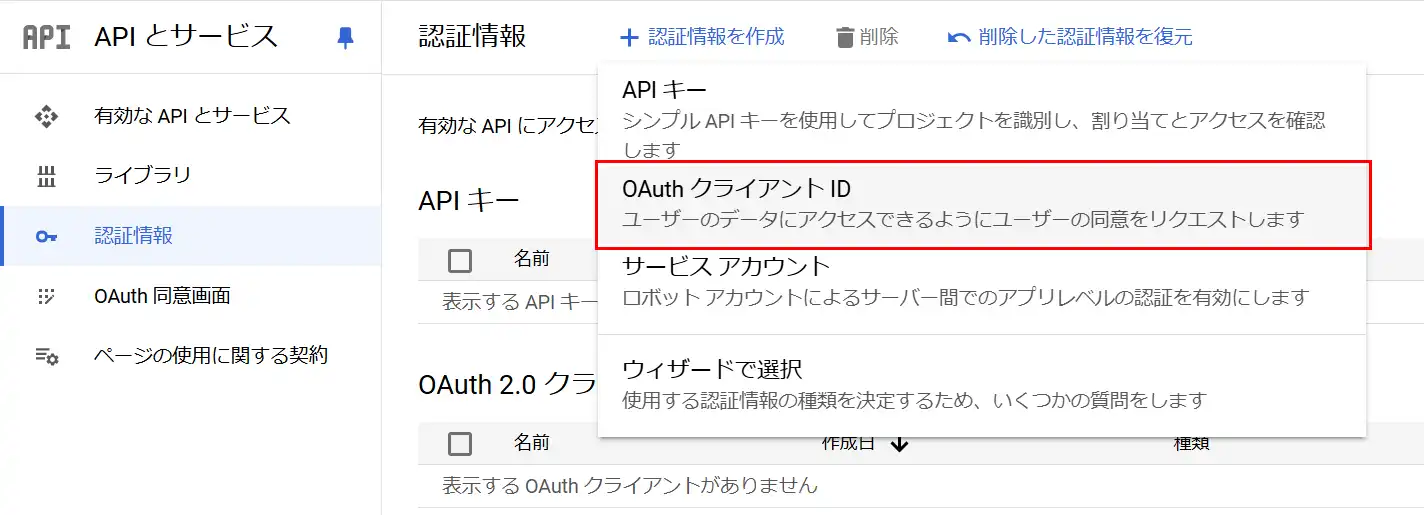 API API とサービス
有効な API とサービス
ライブラリ
認証情報
OAuth 同意画面
ページの使用に関する契約
認証情報 + 認証情報を作成 削除 削除した認証情報を復元
有効な API にアクセ
API キー
名前
表示する API キー
OAuth 2.0 クラ
名前 作成日 種類
表示する OAuth クライアントがありません
API キー
シンプル API キーを使用してプロジェクトを識別し、割り当てとアクセスを確認
します
OAuth クライアント ID
ユーザーのデータにアクセスできるようにユーザーの同意をリクエストします
サービス アカウント
ロボット アカウントによるサーバー間でのアプリレベルの認証を有効にします
ウィザードで選択
使用する認証情報の種類を決定するため、いくつかの質問をします